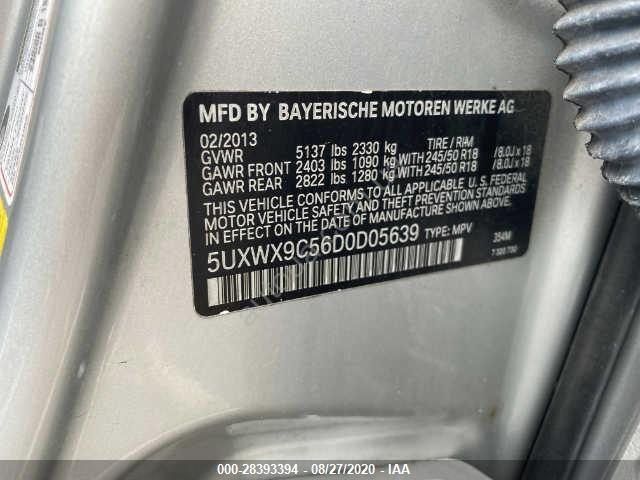 MFD BY BAYERISCHE MOTOREN WERKE AG
02/2013 TIRE / RIM
GVWR 5137 lbs 2330 kg
GAWR FRONT 2403 lbs 1090 kg WITH 245/50 R18 / 8.0J x 18
GAWR REAR 2822 lbs 1280 kg WITH 245/50 R18 / 8.0J x 18
THIS VEHICLE CONFORMS TO ALL APPLICABLE U. S. FEDERAL
MOTOR VEHICLE SAFETY AND THEFT PREVENTION STANDARDS
IN EFFECT ON THE DATE OF MANUFACTURE SHOWN ABOVE.
5UXWX9C56D0D05639 TYPE: MPV 354M
000-28393394 - 08/27/2020 - IAA